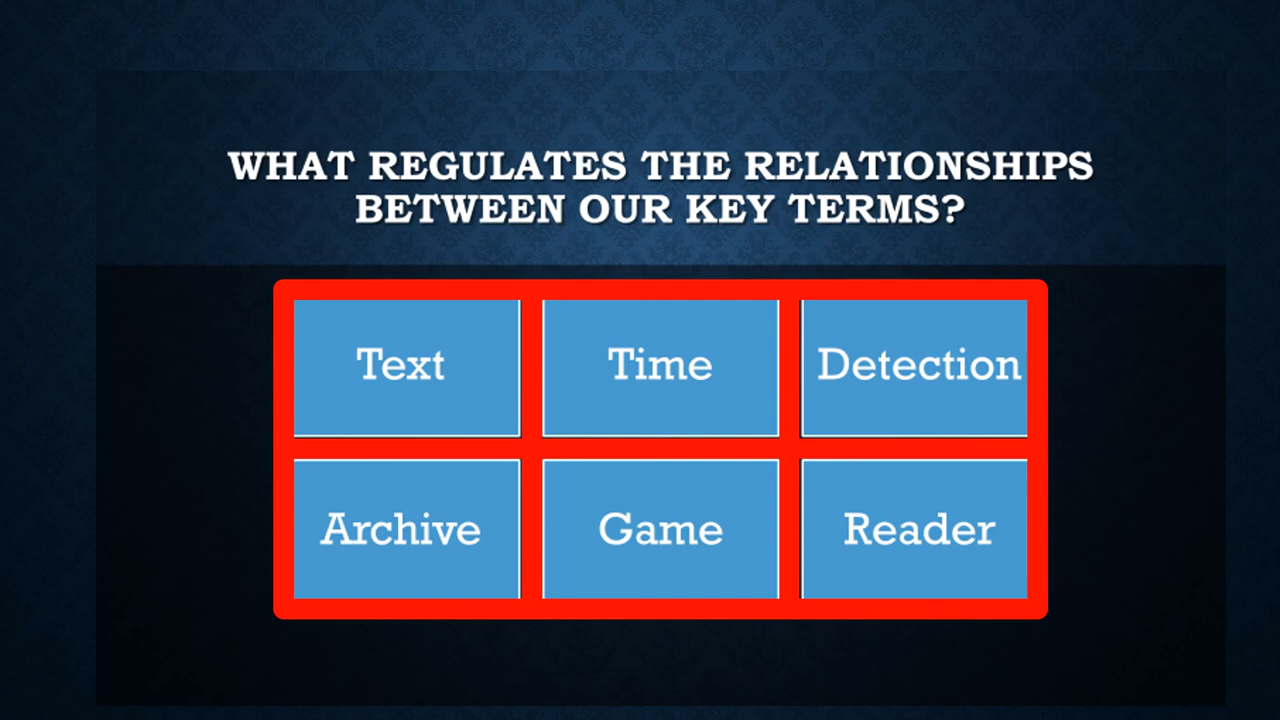 WHAT REGULATES THE RELATIONSHIPS
BETWEEN OUR KEY TERMS?
Text
Time
Detection
Archive
Game
Reader